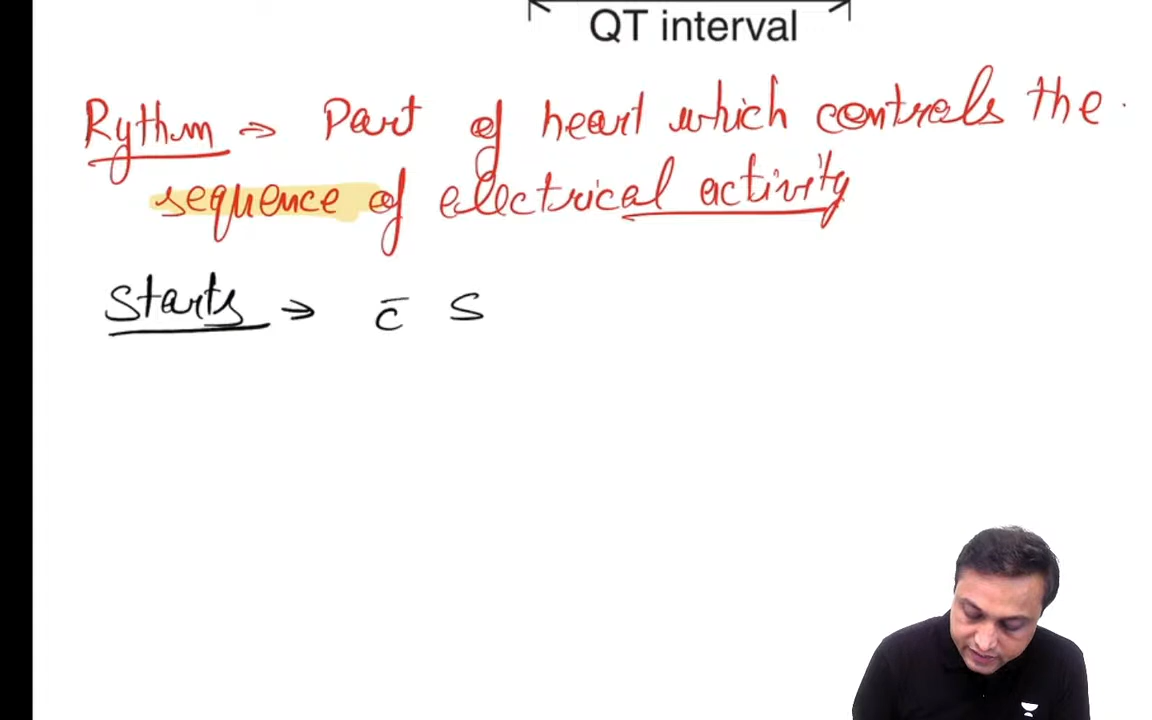 QT interval
Rythm → Part of heart which controls the
sequence of electrical activity
Starts → c̄ S